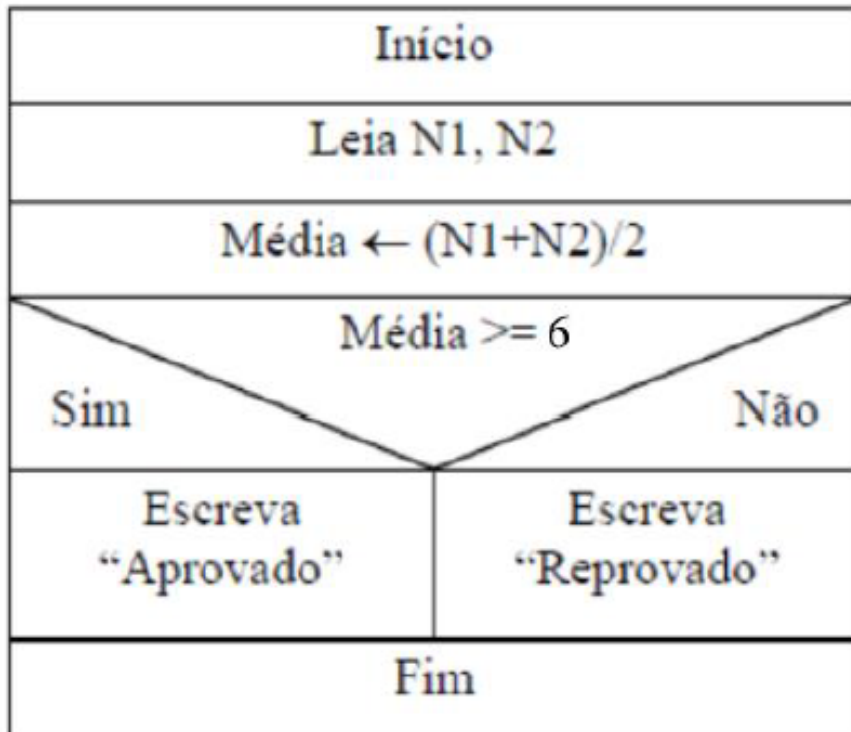 Início
Leia N1, N2
Média ← (N1+N2)/2
Média >= 6
Sim
Não
Escreva
“Aprovado”
Escreva
“Reprovado”
Fim